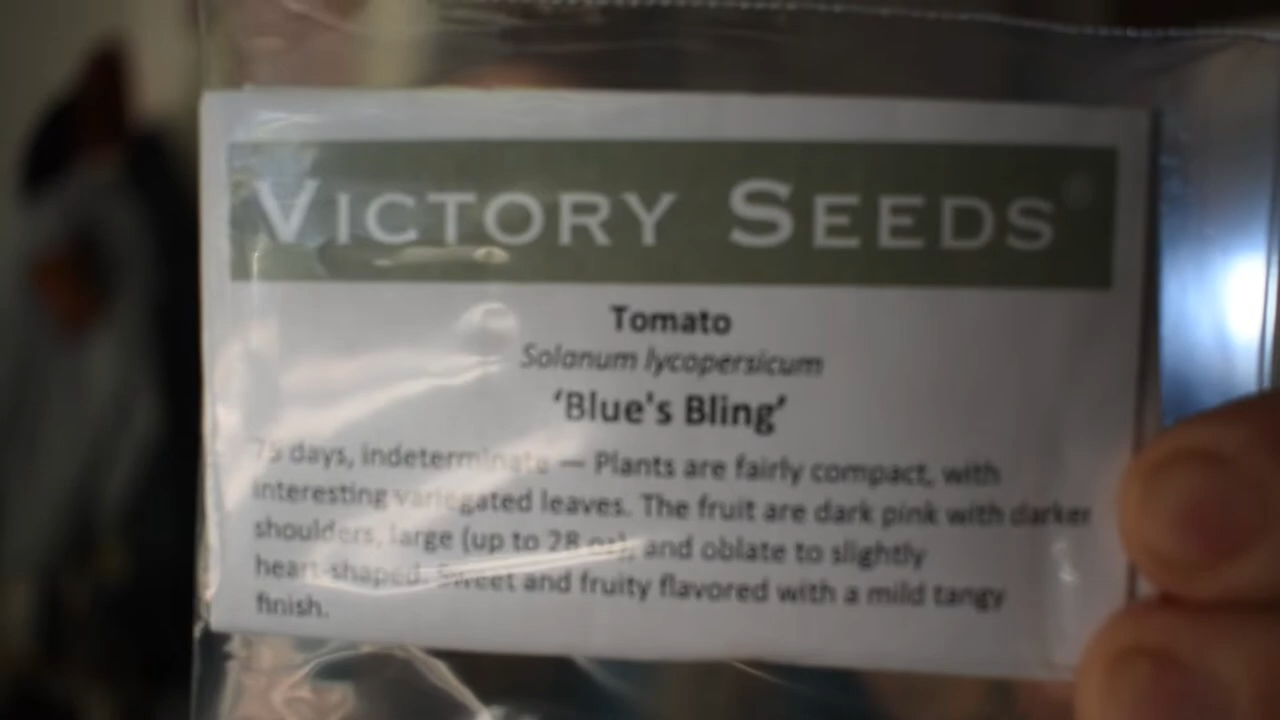 VICTORY SEEDS®
Tomato
Solanum lycopersicum
‘Blue's Bling’
75 days, indeterminate — Plants are fairly compact, with
interesting variegated leaves. The fruit are dark pink with darker
shoulders, large (up to 28 oz), and oblate to slightly
heart-shaped. Sweet and fruity flavored with a mild tangy
finish.